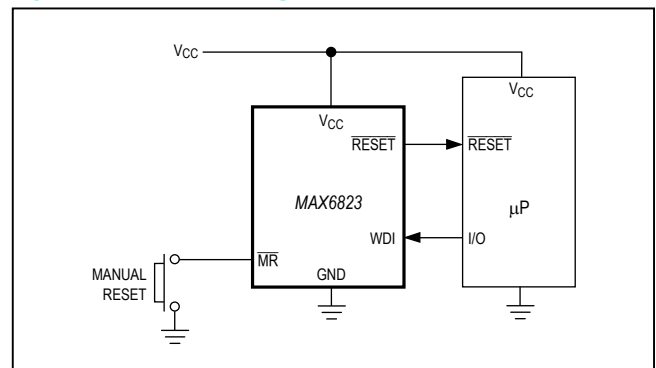 VCC
VCC
VCC
RESET
RESET
MAX6823
µP
WDI
I/O
MR
MANUAL
RESET
GND